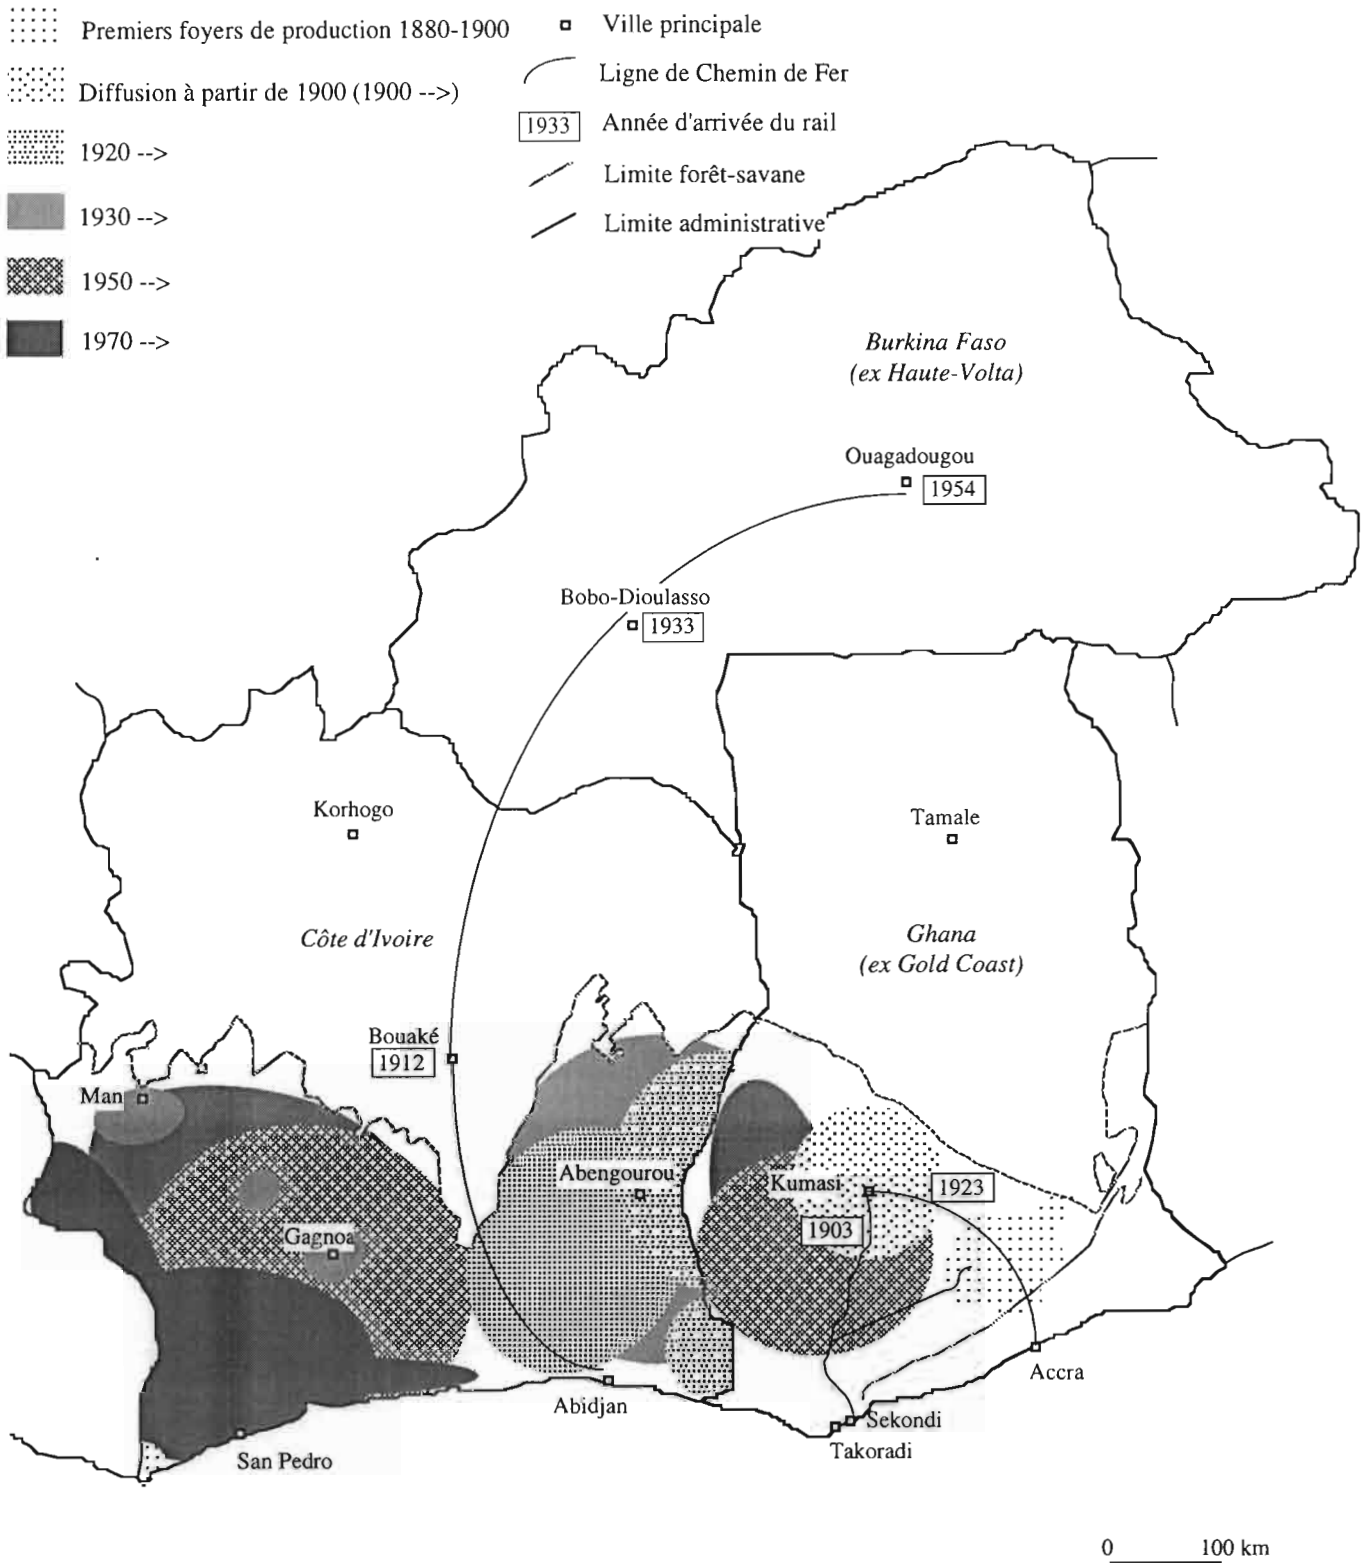 Premiers foyers de production 1880-1900
Diffusion à partir de 1900 (1900 -->)
1920 -->
1930 -->
1950 -->
1970 -->
Ville principale
Ligne de Chemin de Fer
1933 Année d'arrivée du rail
Limite forêt-savane
Limite administrative
Burkina Faso
(ex Haute-Volta)
Ouagadougou
1954
Bobo-Dioulasso
1933
Korhogo
Tamale
Côte d'Ivoire
Ghana
(ex Gold Coast)
Bouaké
1912
Man
Abengourou
Kumasi
1923
1903
Gagnoa
Accra
Abidjan
Sekondi
Takoradi
San Pedro
0 100 km